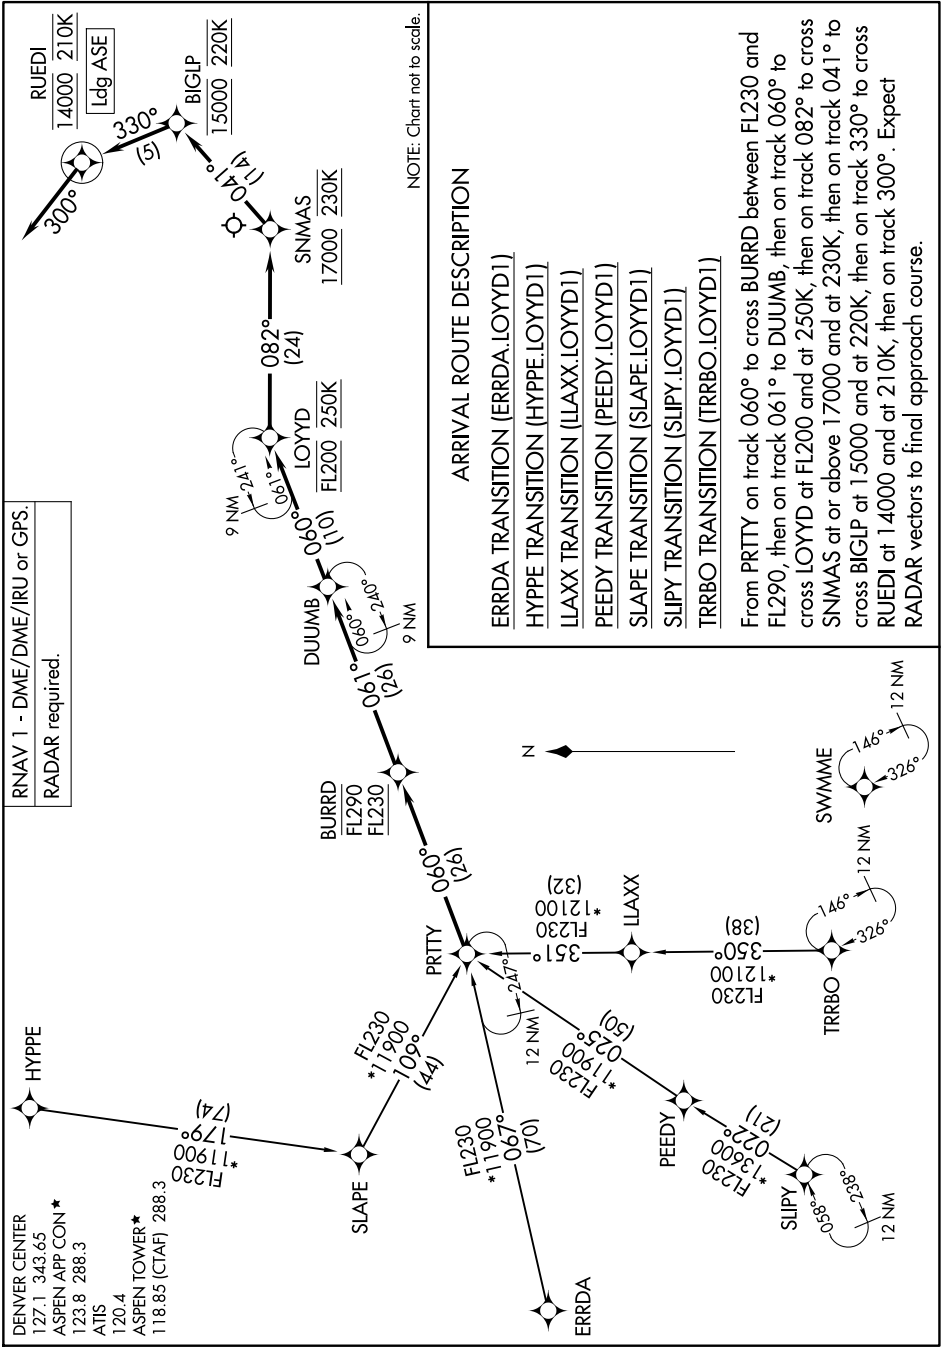 DENVER CENTER
127.1 343.65
ASPEN APP CON★
123.8 288.3
ATIS
120.4
ASPEN TOWER★
118.85 (CTAF) 288.3
RNAV 1 - DME/DME/IRU or GPS.
RADAR required.
RUEDI
14000 210K
Ldg ASE
300°
330°
(5)
BIGLP
15000 220K
041°
(14)
SNMAS
17000 230K
082°
(24)
LOYYD
FL200 250K
241°
061°
9 NM
060°
(10)
DUUMB
240°
060°
9 NM
061°
(26)
BURRD
FL290
FL230
060°
(26)
PRTTY
247°
12 NM
HYPPE
FL230
*11900
179°
(74)
SLAPE
FL230
*11900
109°
(44)
ERRDA
FL230
*11900
067°
(70)
PEEDY
FL230
*11900
025°
(50)
SLIPY
FL230
*13600
022°
(21)
058°
238°
12 NM
LLAXX
FL230
*12100
351°
(32)
TRRBO
FL230
*12100
350°
(38)
146°
326°
12 NM
SWMME
146°
326°
12 NM
N
NOTE: Chart not to scale.
ARRIVAL ROUTE DESCRIPTION
ERRDA TRANSITION (ERRDA.LOYYD1)
HYPPE TRANSITION (HYPPE.LOYYD1)
LLAXX TRANSITION (LLAXX.LOYYD1)
PEEDY TRANSITION (PEEDY.LOYYD1)
SLAPE TRANSITION (SLAPE.LOYYD1)
SLIPY TRANSITION (SLIPY.LOYYD1)
TRRBO TRANSITION (TRRBO.LOYYD1)
From PRTTY on track 060° to cross BURRD between FL230 and
FL290, then on track 061° to DUUMB, then on track 060° to
cross LOYYD at FL200 and at 250K, then on track 082° to cross
SNMAS at or above 17000 and at 230K, then on track 041° to
cross BIGLP at 15000 and at 220K, then on track 330° to cross
RUEDI at 14000 and at 210K, then on track 300°. Expect
RADAR vectors to final approach course.